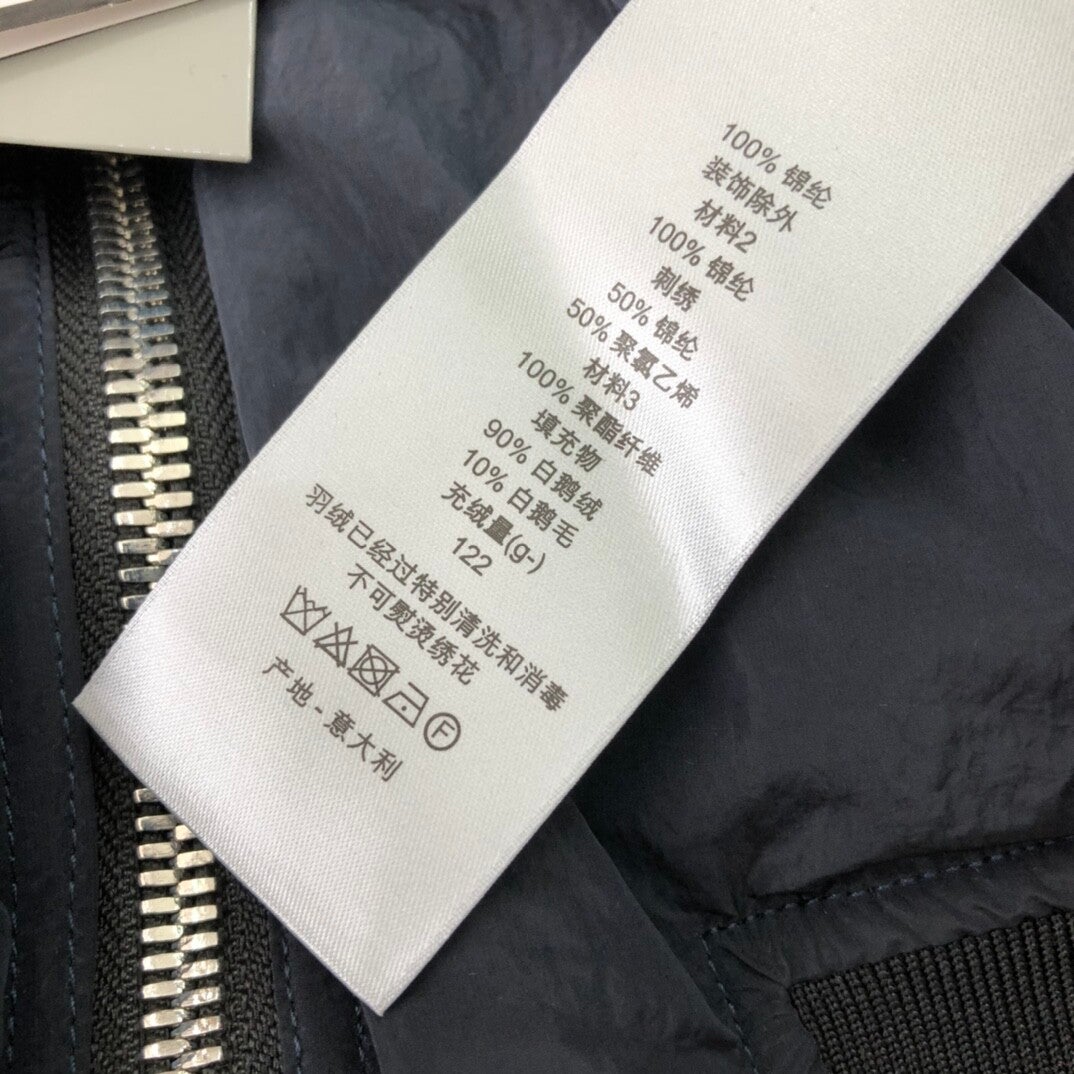 100% 锦纶
装饰除外
材料2
100% 锦纶
刺绣
50% 锦纶
50% 聚氯乙烯
材料3
100% 聚酯纤维
填充物
90% 白鹅绒
10% 白鹅毛
充绒量(g-)
122
羽绒已经过特别清洗和消毒
不可熨烫绣花
F
产地-意大利